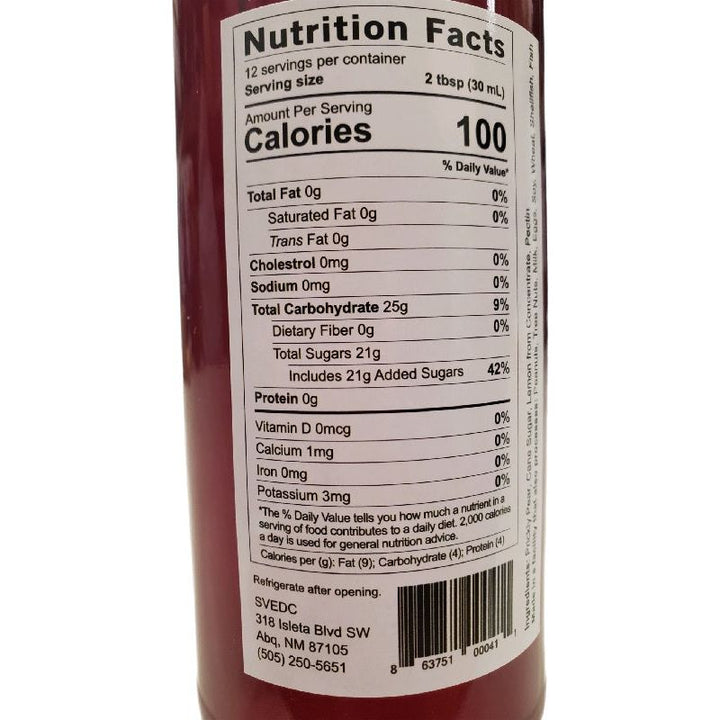 Nutrition Facts
12 servings per container
Serving size 2 tbsp (30 mL)
Amount Per Serving
Calories 100
% Daily Value*
Total Fat 0g 0%
Saturated Fat 0g 0%
Trans Fat 0g
Cholestrol 0mg 0%
Sodium 0mg 0%
Total Carbohydrate 25g 9%
Dietary Fiber 0g 0%
Total Sugars 21g
Includes 21g Added Sugars 42%
Protein 0g
Vitamin D 0mcg 0%
Calcium 1mg 0%
Iron 0mg 0%
Potassium 3mg 0%
*The % Daily Value tells you how much a nutrient in a
serving of food contributes to a daily diet. 2,000 calories
a day is used for general nutrition advice.
Calories per (g): Fat (9); Carbohydrate (4); Protein (4)
Refrigerate after opening.
SVEDC
318 Isleta Blvd SW
Abq, NM 87105
(505) 250-5651
8 63751 00041 1
Ingredients: Prickly Pear, Cane Sugar, Lemon from Concentrate, Pectin
Made in a facility that also processes: Peanuts, Tree Nuts, Milk, Eggs, Soy, Wheat, Shellfish, Fish